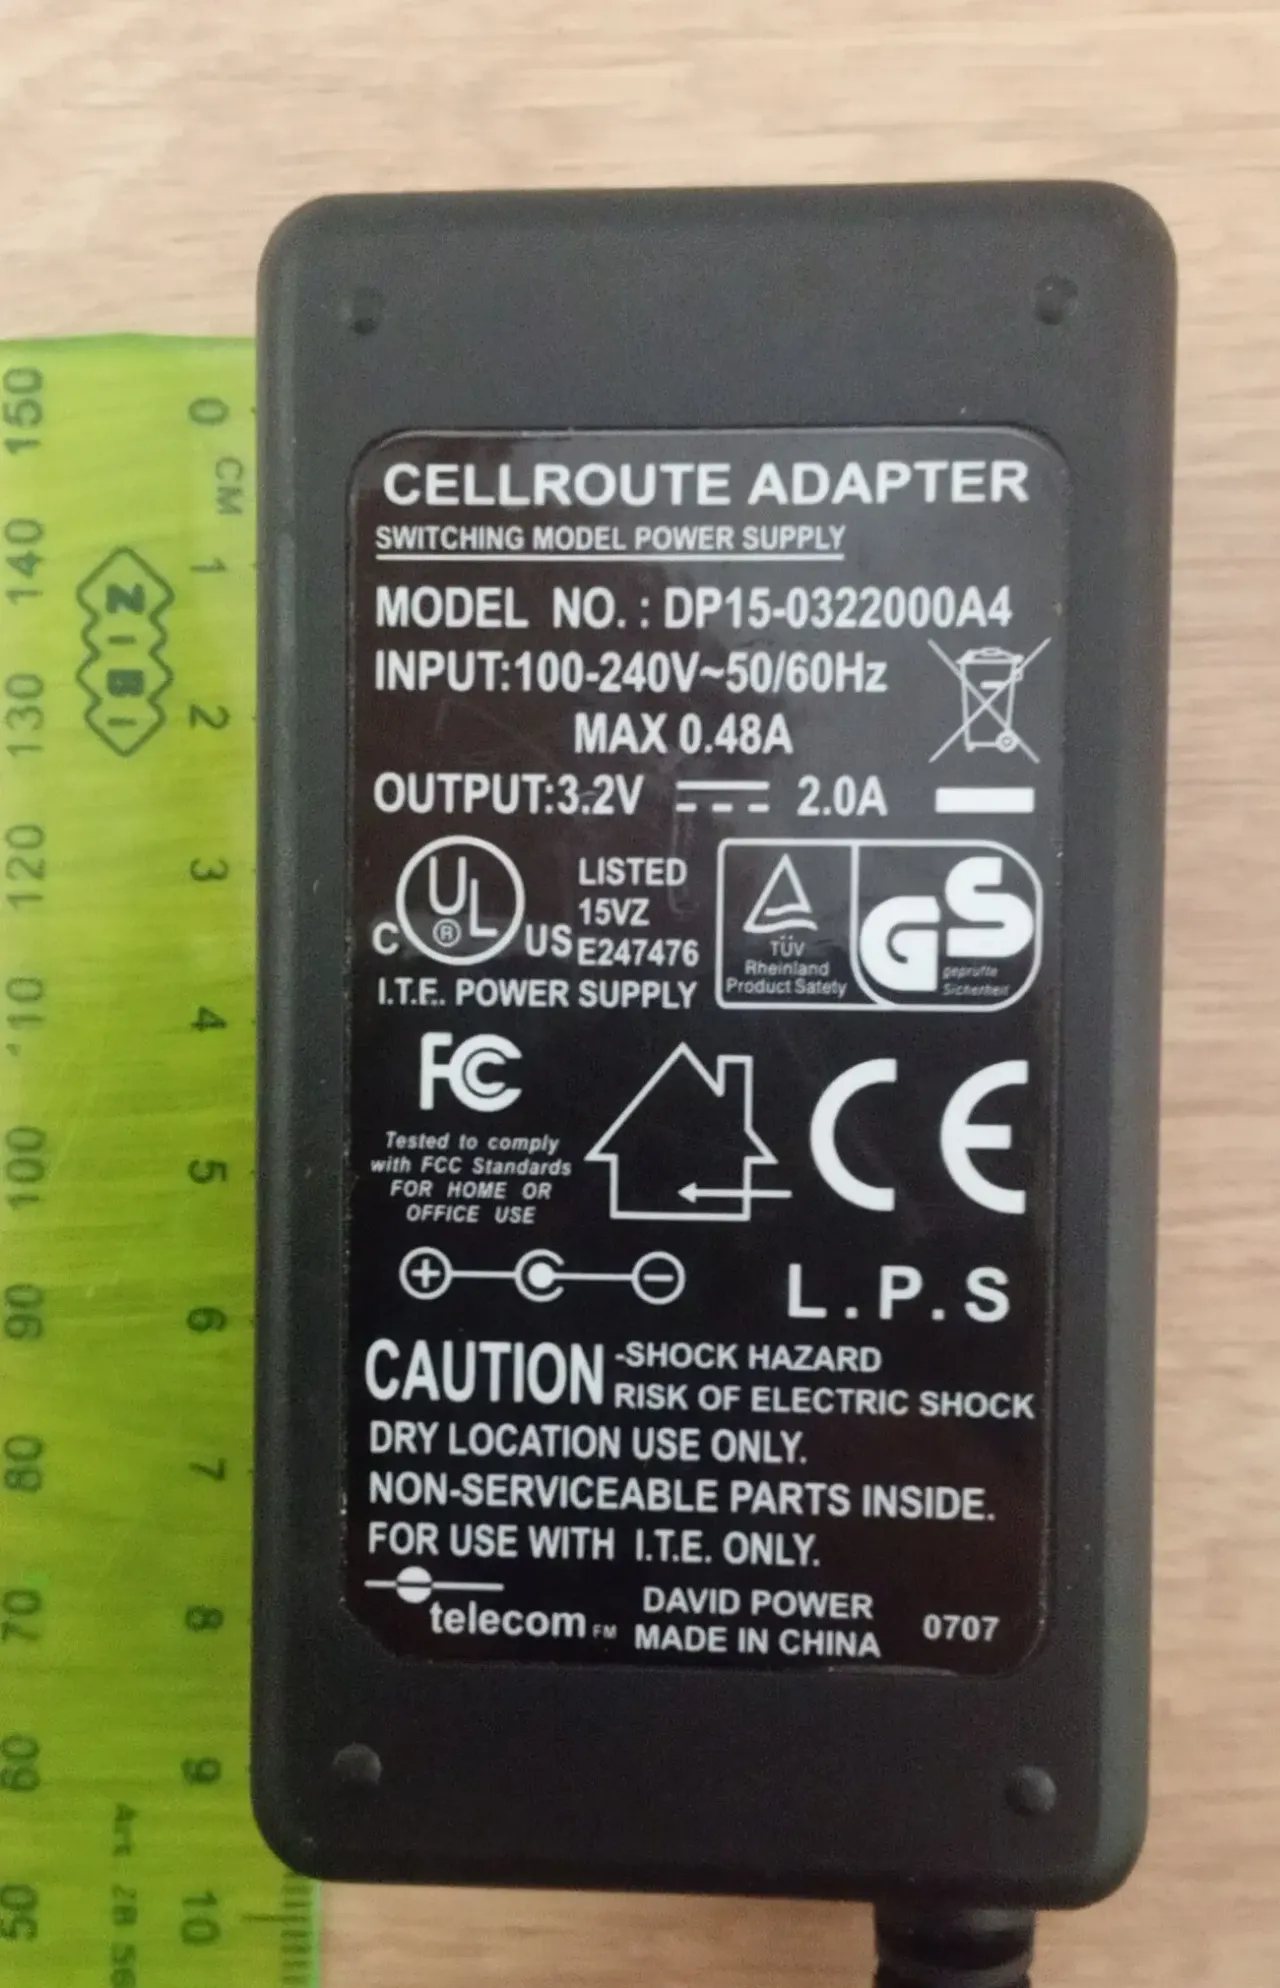 CELLROUTE ADAPTER
SWITCHING MODEL POWER SUPPLY
MODEL NO. : DP15-0322000A4
INPUT:100-240V~50/60Hz
MAX 0.48A
OUTPUT:3.2V 2.0A
C UL ® US
LISTED
15VZ
E247476
I.T.E. POWER SUPPLY
TÜV
Rheinland
Product Safety
GS
geprüfte
Sicherheit
FC
Tested to comply
with FCC Standards
FOR HOME OR
OFFICE USE
CE
+ −
L.P.S
CAUTION -SHOCK HAZARD
RISK OF ELECTRIC SHOCK
DRY LOCATION USE ONLY.
NON-SERVICEABLE PARTS INSIDE.
FOR USE WITH I.T.E. ONLY.
telecom FM
DAVID POWER
MADE IN CHINA
0707
150 140 130 120 110 100 90 80 70 60 50
ZIBI
0 CM 1 2 3 4 5 6 7 8 9 10
Art